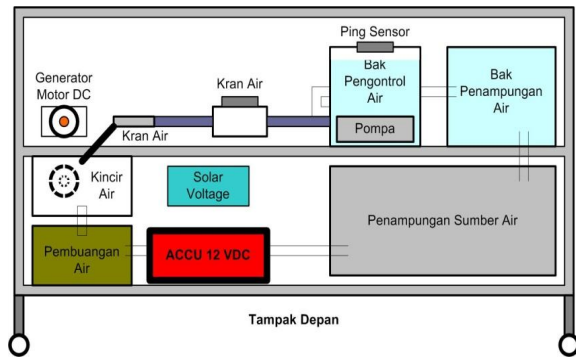 Ping Sensor
Generator
Motor DC
Kran Air
Bak
Pengontrol
Air
Bak
Penampungan
Air
Kran Air
Pompa
Kincir
Air
Solar
Voltage
Penampungan Sumber Air
Pembuangan
Air
ACCU 12 VDC
Tampak Depan